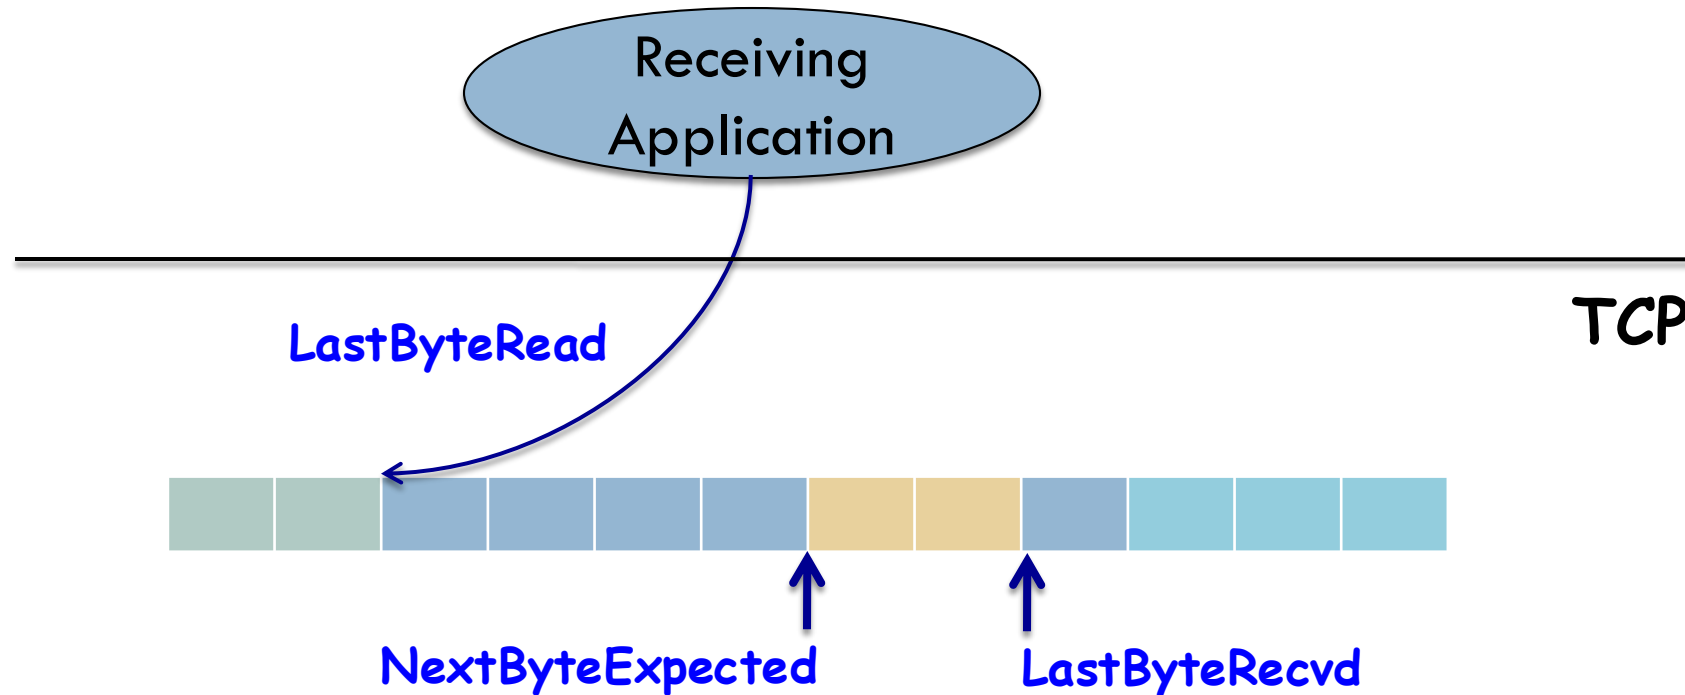 Receiving
Application
TCP
LastByteRead
NextByteExpected
LastByteRecvd